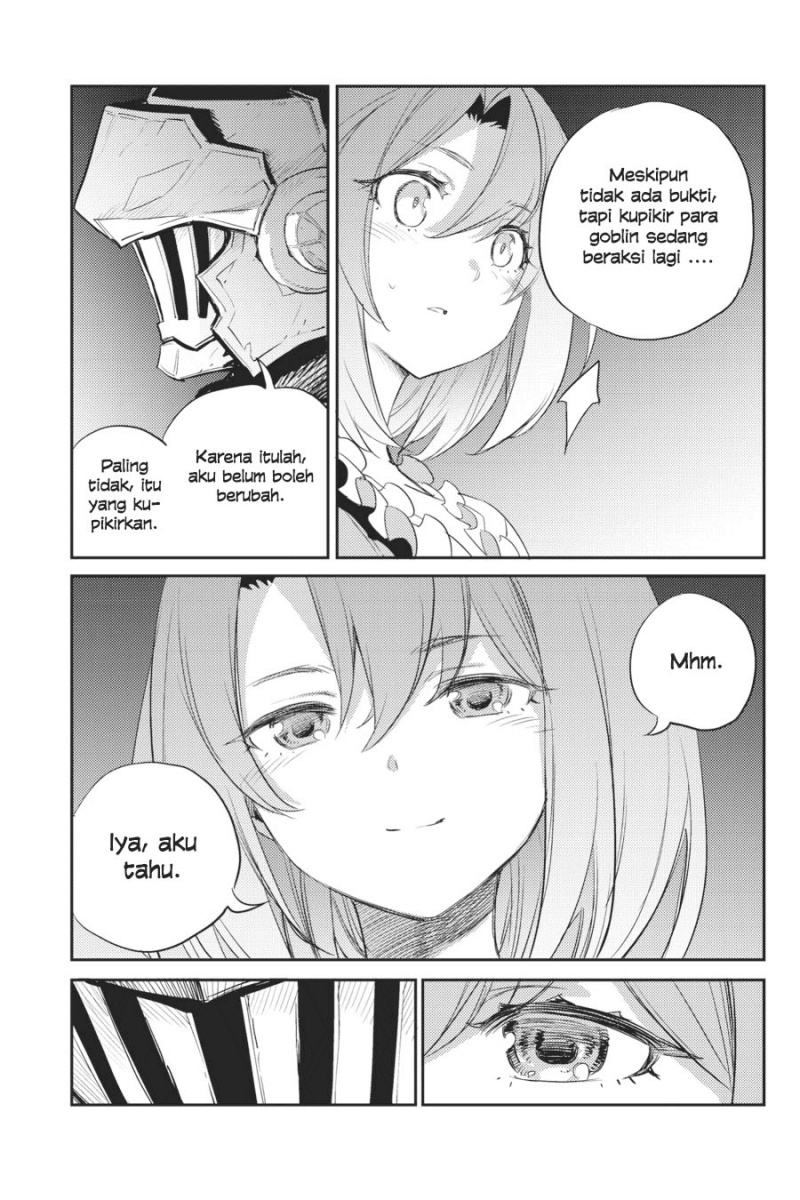 Meskipun
tidak ada bukti,
tapi kupikir para
goblin sedang
beraksi lagi ....
Karena itulah,
aku belum boleh
berubah.
Paling
tidak, itu
yang ku-
pikirkan.
Mhm.
Iya, aku
tahu.